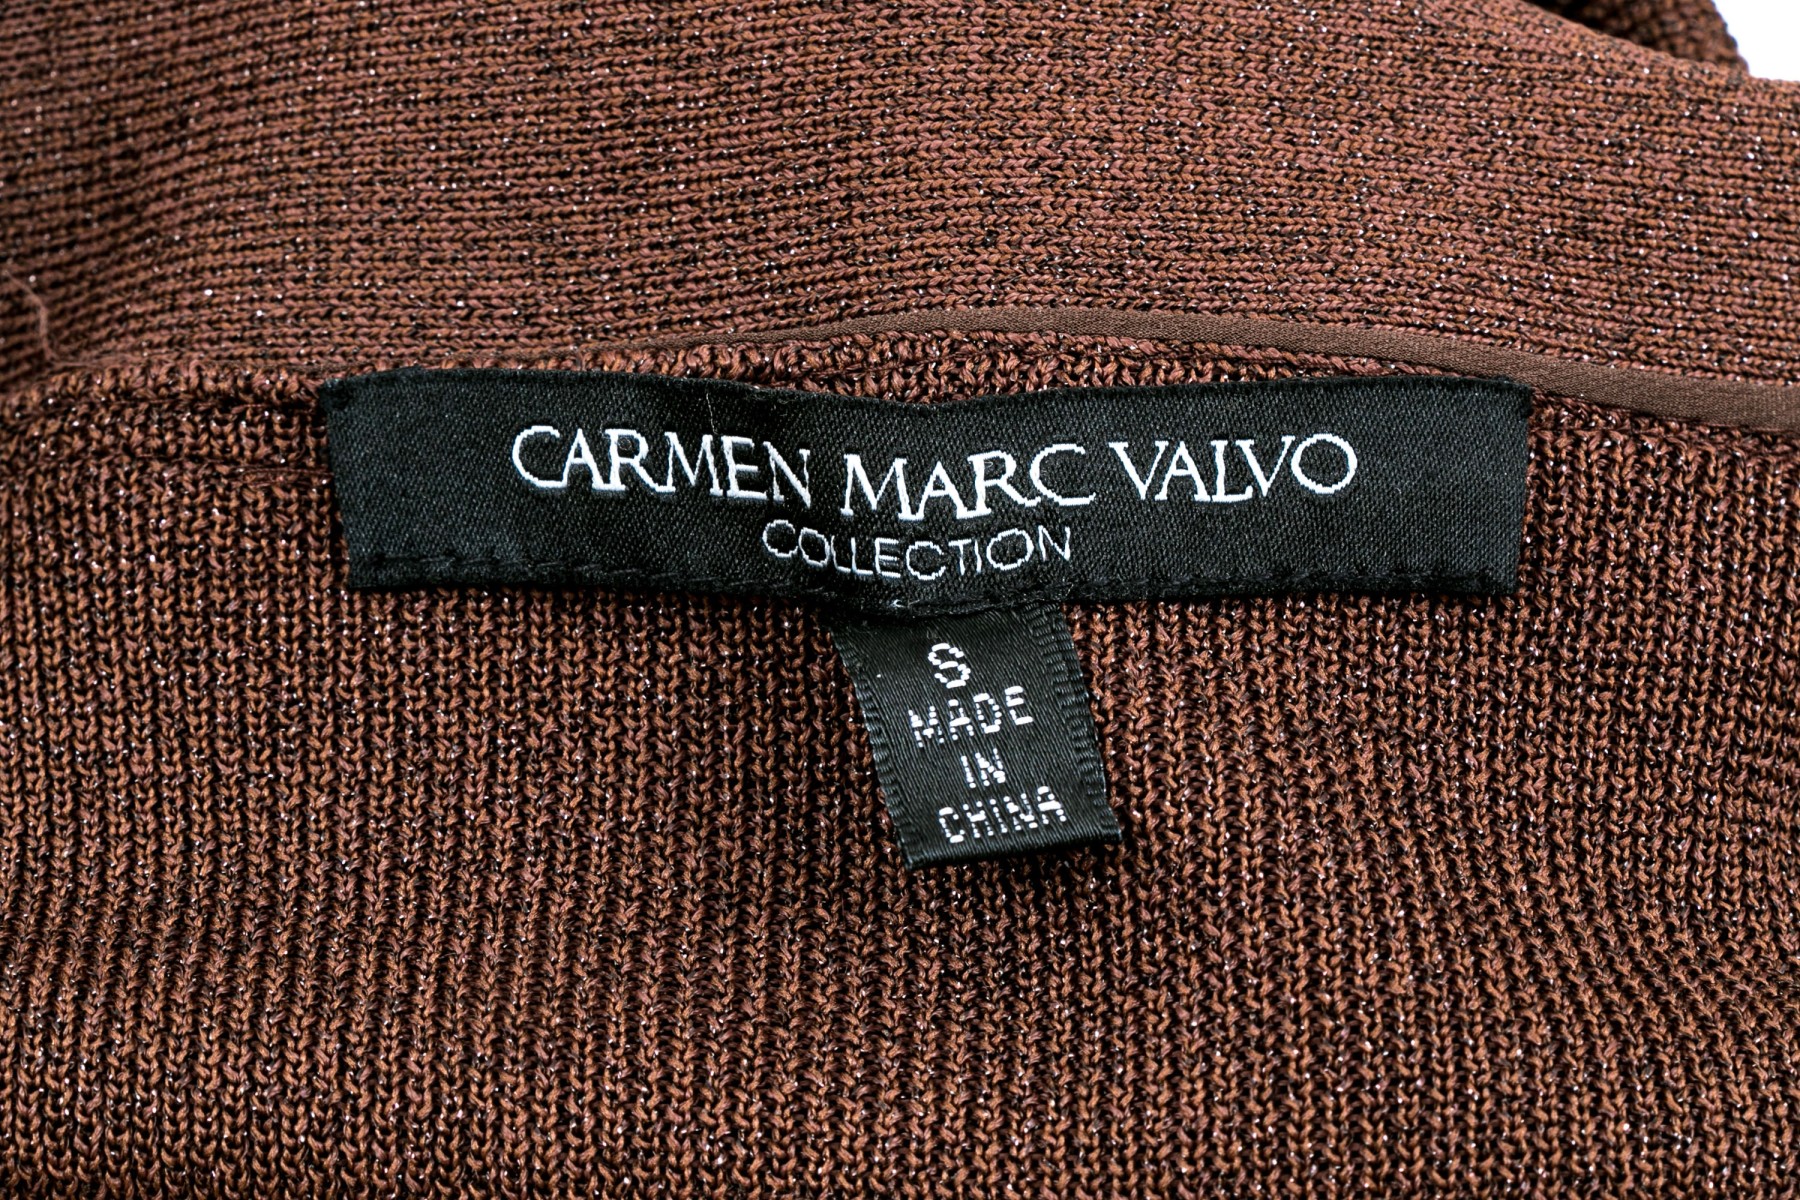 CARMEN MARC VALVO
COLLECTION
S
MADE
IN
CHINA